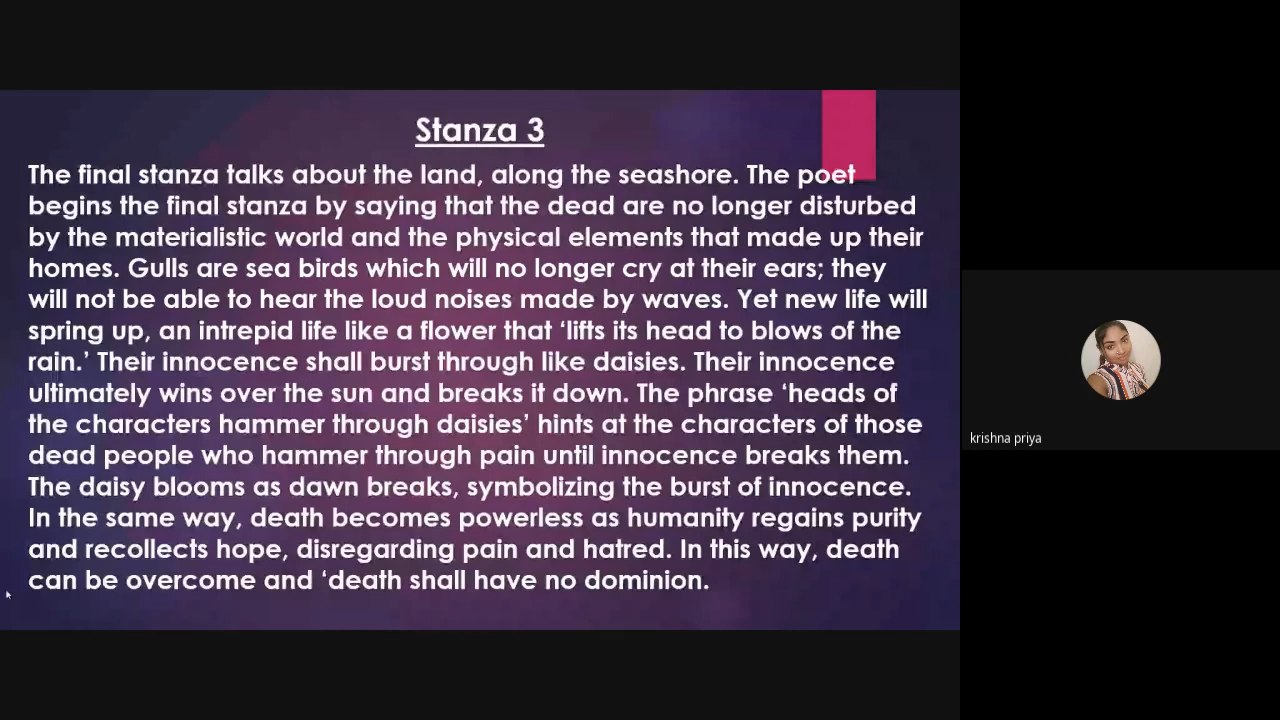 Stanza 3
The final stanza talks about the land, along the seashore. The poet
begins the final stanza by saying that the dead are no longer disturbed
by the materialistic world and the physical elements that made up their
homes. Gulls are sea birds which will no longer cry at their ears; they
will not be able to hear the loud noises made by waves. Yet new life will
spring up, an intrepid life like a flower that ‘lifts its head to blows of the
rain.’ Their innocence shall burst through like daisies. Their innocence
ultimately wins over the sun and breaks it down. The phrase ‘heads of
the characters hammer through daisies’ hints at the characters of those
dead people who hammer through pain until innocence breaks them.
The daisy blooms as dawn breaks, symbolizing the burst of innocence.
In the same way, death becomes powerless as humanity regains purity
and recollects hope, disregarding pain and hatred. In this way, death
can be overcome and ‘death shall have no dominion.
krishna priya